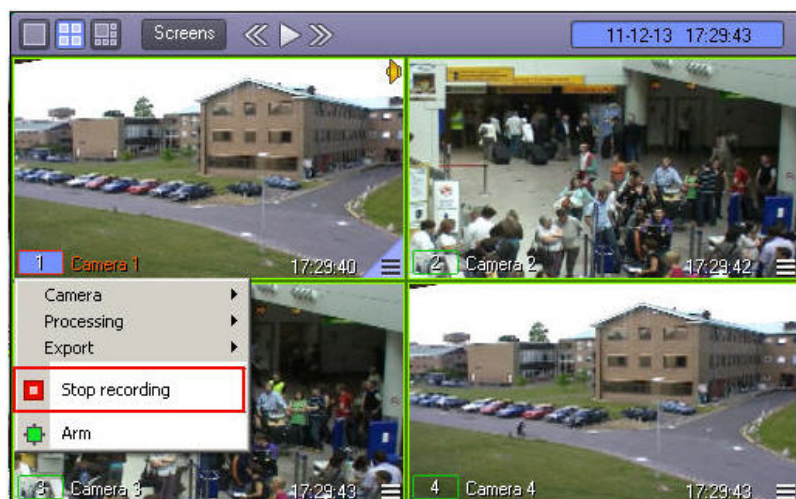 Screens
11-12-13 17:29:43
1 Camera 1 17:29:40
2 Camera 2 17:29:42
Camera
Processing
Export
Stop recording
Arm
3 Camera 3 17:29:43
4 Camera 4 17:29:43